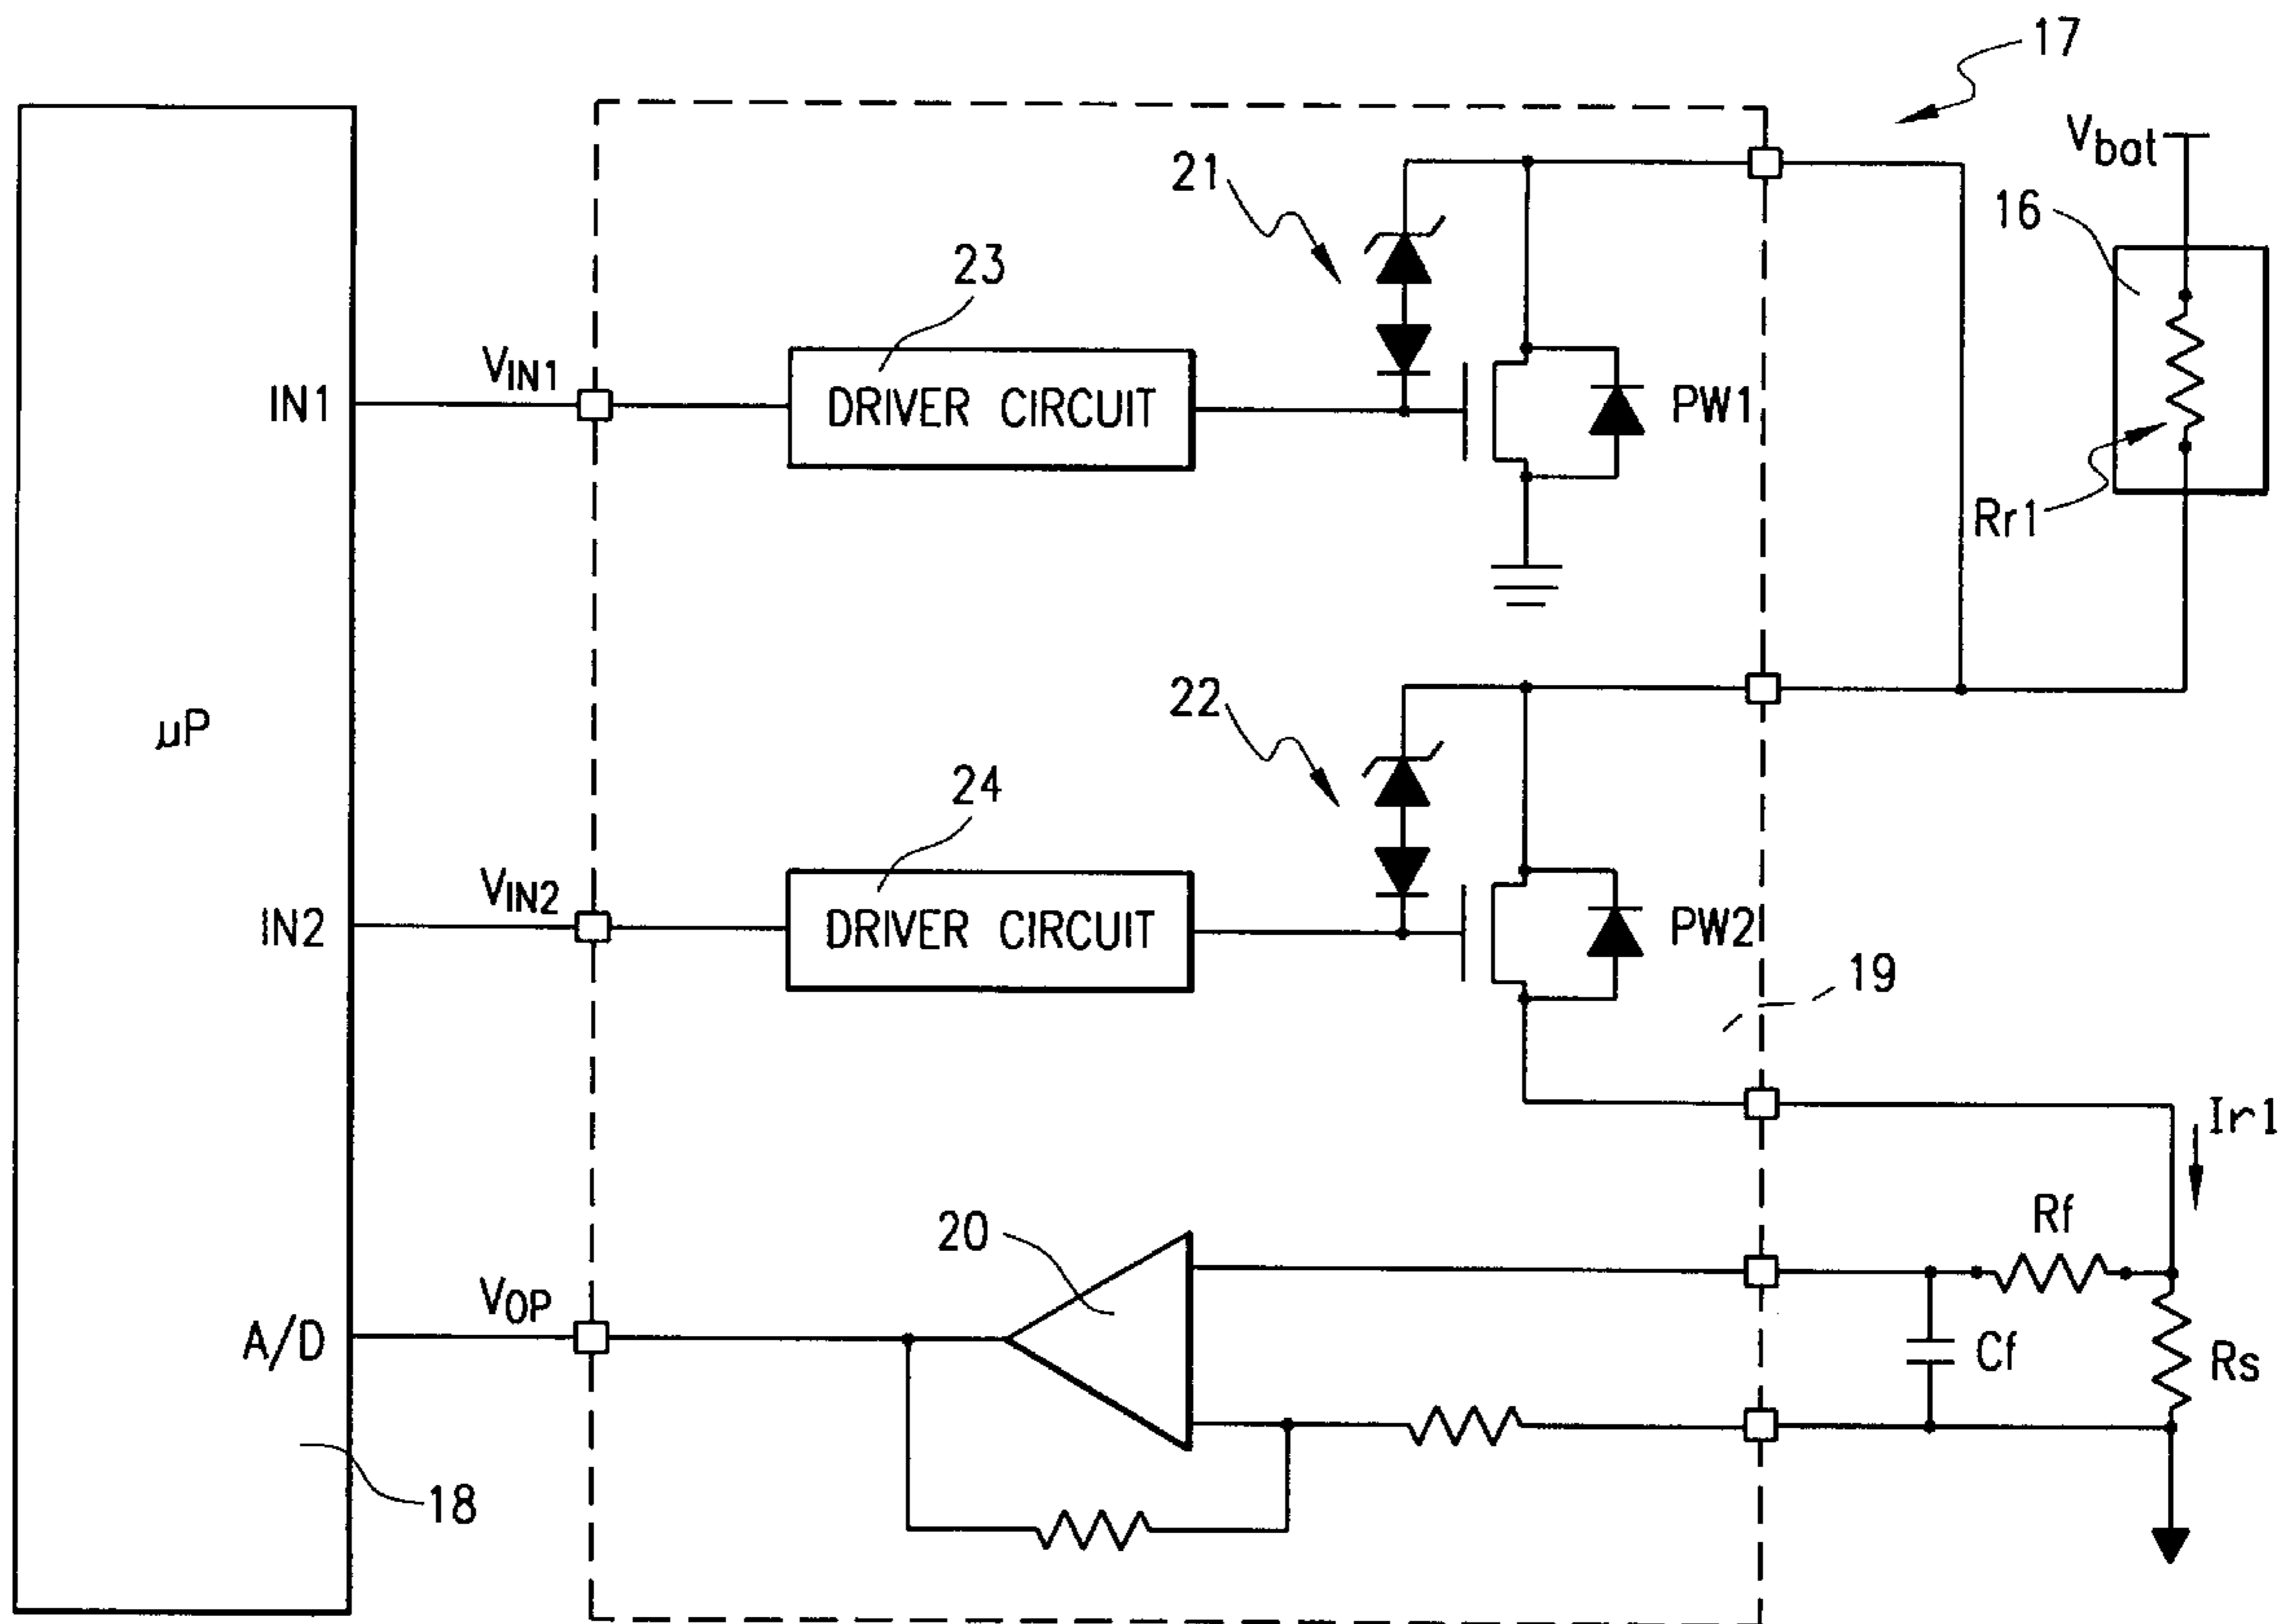 17
Vbat
21
16
23
VIN1
IN1
DRIVER CIRCUIT
PW1
Rr1
22
µP
24
VIN2
IN2
DRIVER CIRCUIT
PW2
19
Ir1
20
Rf
VOP
A/D
Cf
Rs
18